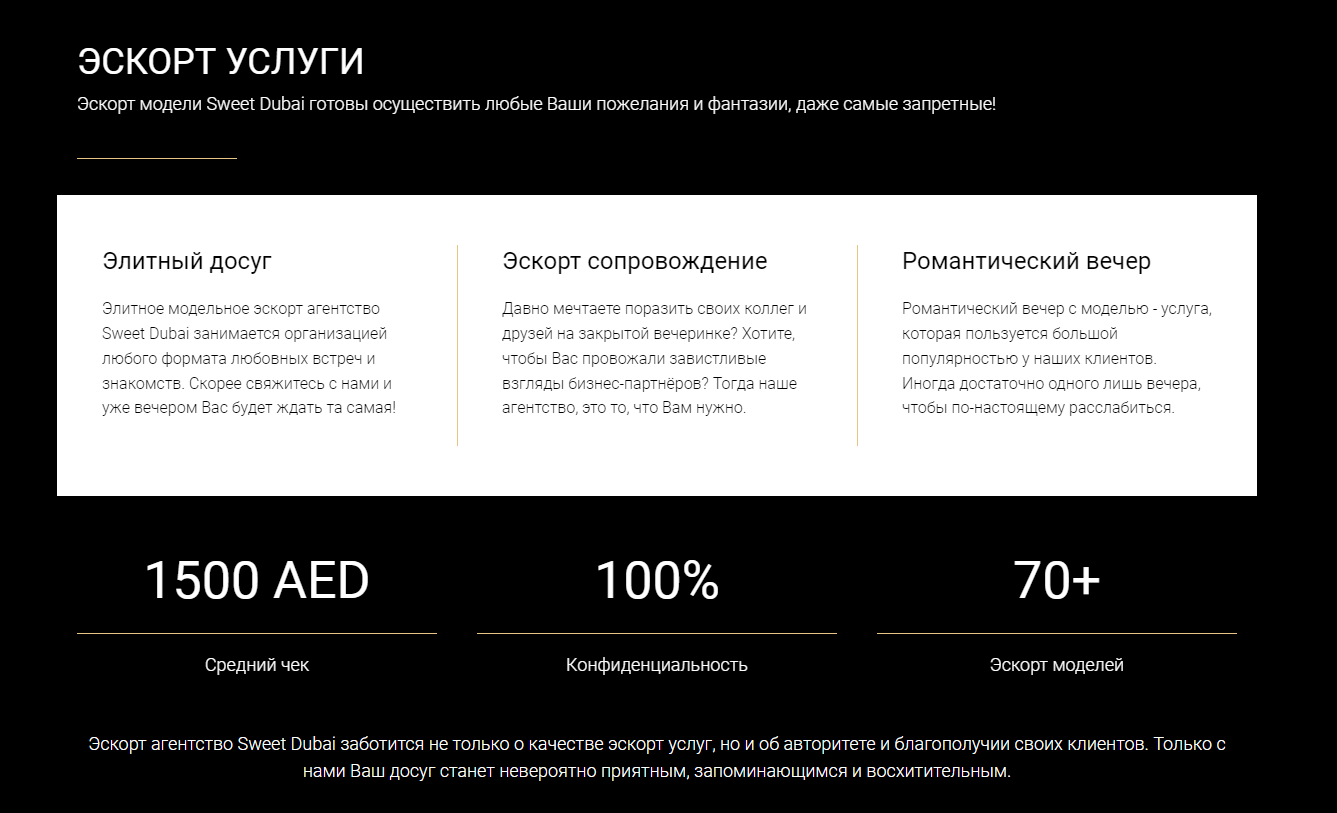 ЭСКОРТ УСЛУГИ
Эскорт модели Sweet Dubai готовы осуществить любые Ваши пожелания и фантазии, даже самые запретные!
Элитный досуг
Элитное модельное эскорт агентство
Sweet Dubai занимается организацией
любого формата любовных встреч и
знакомств. Скорее свяжитесь с нами и
уже вечером Вас будет ждать та самая!
Эскорт сопровождение
Давно мечтаете поразить своих коллег и
друзей на закрытой вечеринке? Хотите,
чтобы Вас провожали завистливые
взгляды бизнес-партнёров? Тогда наше
агентство, это то, что Вам нужно.
Романтический вечер
Романтический вечер с моделью - услуга,
которая пользуется большой
популярностью у наших клиентов.
Иногда достаточно одного лишь вечера,
чтобы по-настоящему расслабиться.
1500 AED
Средний чек
100%
Конфиденциальность
70+
Эскорт моделей
Эскорт агентство Sweet Dubai заботится не только о качестве эскорт услуг, но и об авторитете и благополучии своих клиентов. Только с
нами Ваш досуг станет невероятно приятным, запоминающимся и восхитительным.